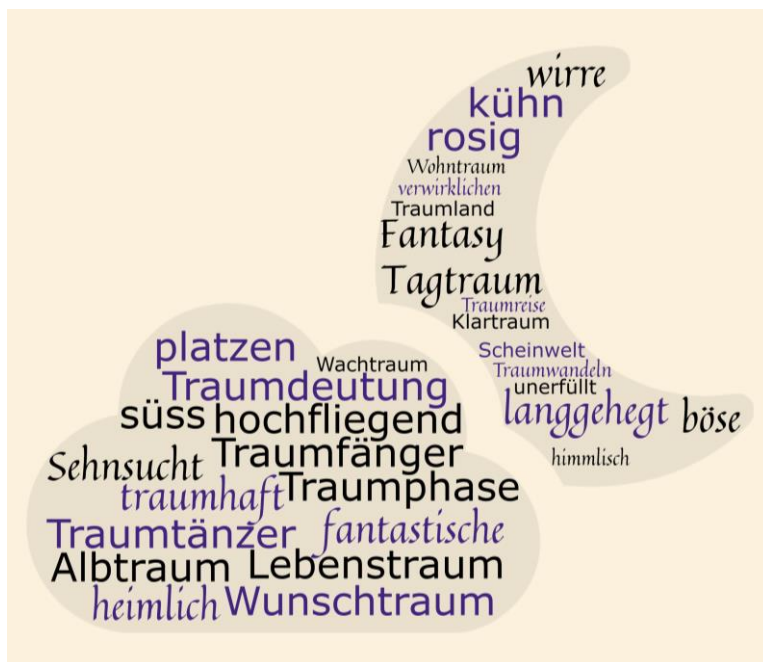 wirre
kühn
rosig
Wohntraum
verwirklichen
Traumland
Fantasy
Tagtraum
Traumreise
Klartraum
Scheinwelt
Traumwandeln
unerfüllt
langgehegt böse
himmlisch
platzen
Wachtraum
Traumdeutung
süss hochfliegend
Sehnsucht Traumfänger
traumhaft Traumphase
Traumtänzer fantastische
Albtraum Lebenstraum
heimlich Wunschtraum